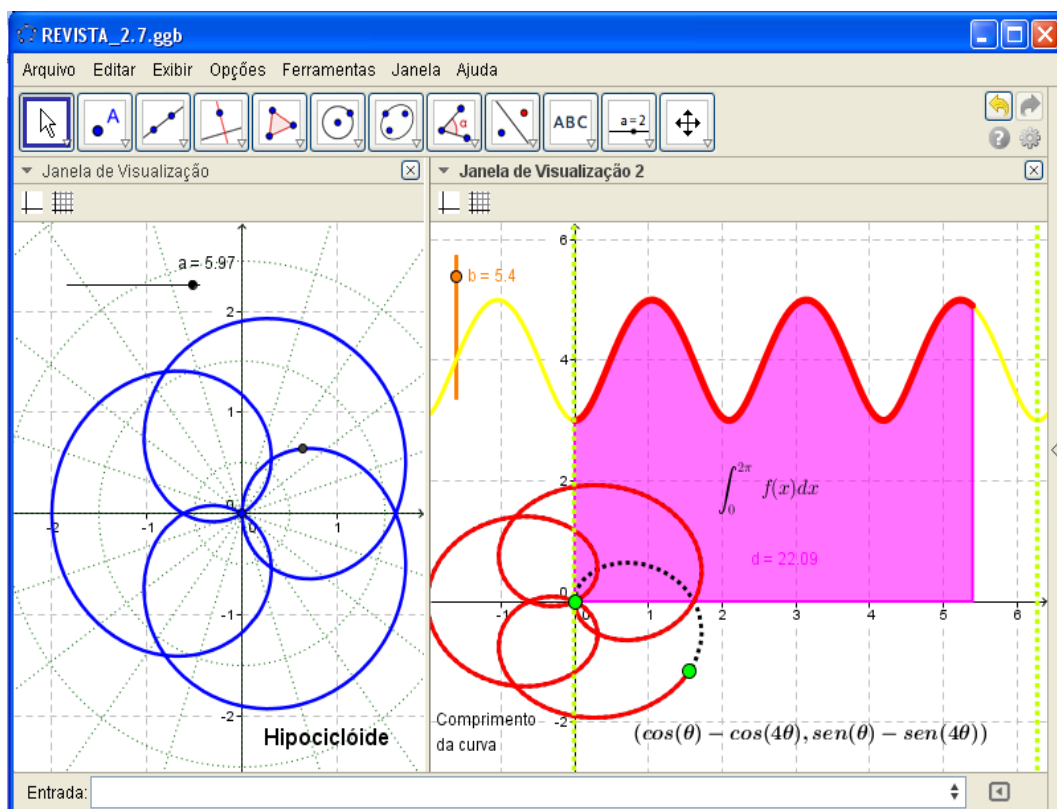 REVISTA_2.7.ggb
Arquivo Editar Exibir Opções Ferramentas Janela Ajuda
A α ABC a=2
Janela de Visualização
a = 5.97
2
1
0
-2 -1 1
-1
-2
Hipociclóide
Janela de Visualização 2
6
b = 5.4
4
2
∫₀^{2π} f(x)dx
d = 22.09
0
-1 0 1 2 3 4 5 6
-2
Comprimento
da curva
(cos(θ) − cos(4θ), sen(θ) − sen(4θ))
Entrada: